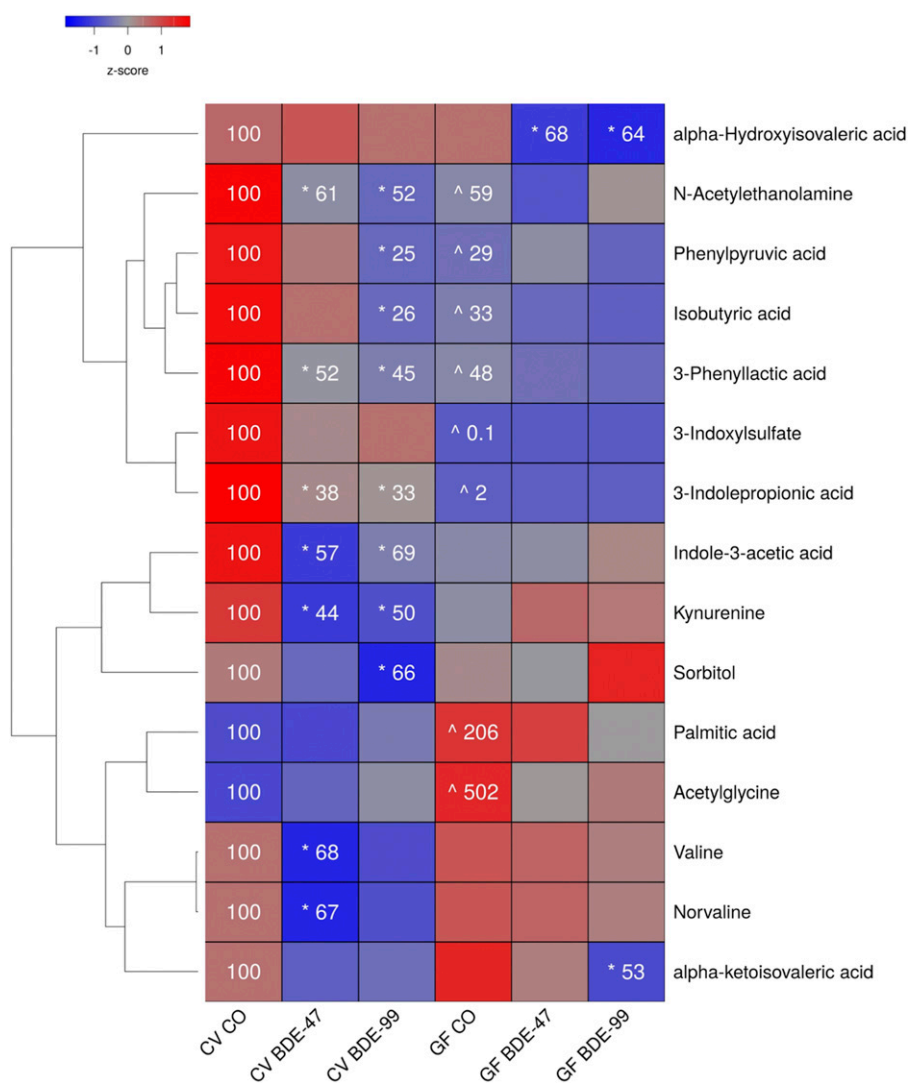 -1 0 1
z-score
100 * 68 * 64 alpha-Hydroxyisovaleric acid
100 * 61 * 52 ^ 59 N-Acetylethanolamine
100 * 25 ^ 29 Phenylpyruvic acid
100 * 26 ^ 33 Isobutyric acid
100 * 52 * 45 ^ 48 3-Phenyllactic acid
100 ^ 0.1 3-Indoxylsulfate
100 * 38 * 33 ^ 2 3-Indolepropionic acid
100 * 57 * 69 Indole-3-acetic acid
100 * 44 * 50 Kynurenine
100 * 66 Sorbitol
100 ^ 206 Palmitic acid
100 ^ 502 Acetylglycine
100 * 68 Valine
100 * 67 Norvaline
100 * 53 alpha-ketoisovaleric acid
CV CO CV BDE-47 CV BDE-99 GF CO GF BDE-47 GF BDE-99